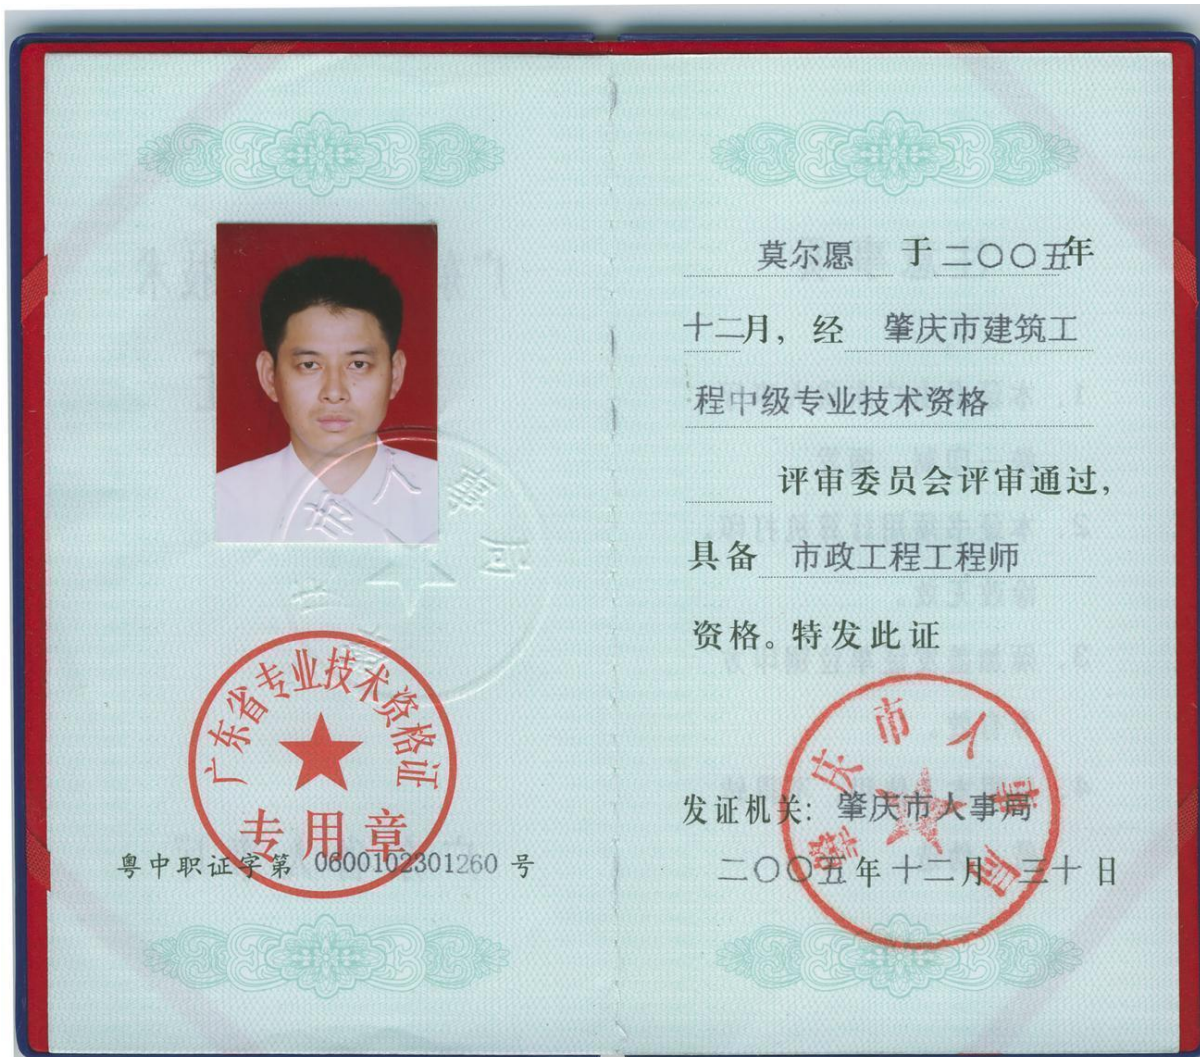 市人事局
广东省专业技术资格证
专用章
粤中职证字第 0600102301260 号
莫尔愿 于二〇〇五年
十二月，经 肇庆市建筑工
程中级专业技术资格
评审委员会评审通过，
具备 市政工程工程师
资格。特发此证
肇庆市人事局
发证机关：肇庆市人事局
二〇〇五年十二月三十日